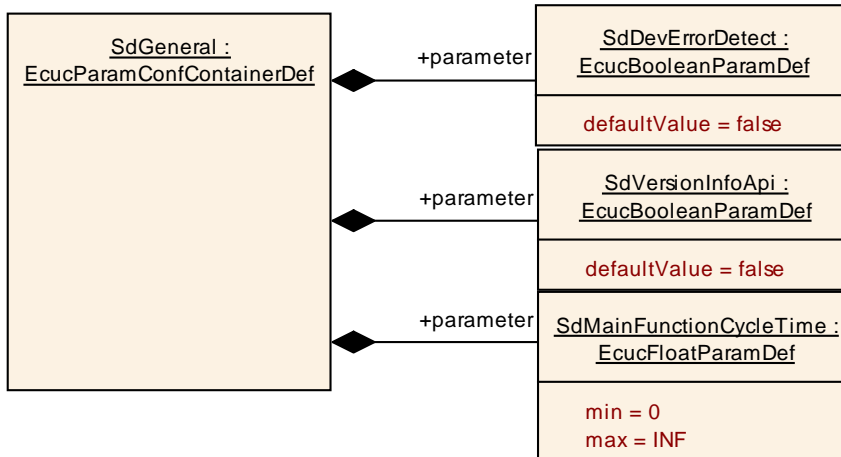 SdGeneral :
EcucParamConfContainerDef
+parameter
SdDevErrorDetect :
EcucBooleanParamDef
defaultValue = false
+parameter
SdVersionInfoApi :
EcucBooleanParamDef
defaultValue = false
+parameter
SdMainFunctionCycleTime :
EcucFloatParamDef
min = 0
max = INF